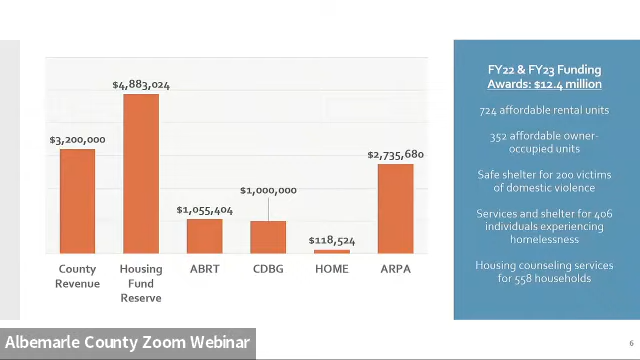 $4,883,024
$3,200,000
$2,735,680
$1,055,404
$1,000,000
$118,524
County
Revenue
Housing
Fund
Reserve
ABRT
CDBG
HOME
ARPA
FY22 & FY23 Funding
Awards: $12.4 million
724 affordable rental units
352 affordable owner-
occupied units
Safe shelter for 200 victims
of domestic violence
Services and shelter for 406
individuals experiencing
homelessness
Housing counseling services
for 558 households
Albemarle County Zoom Webinar
6